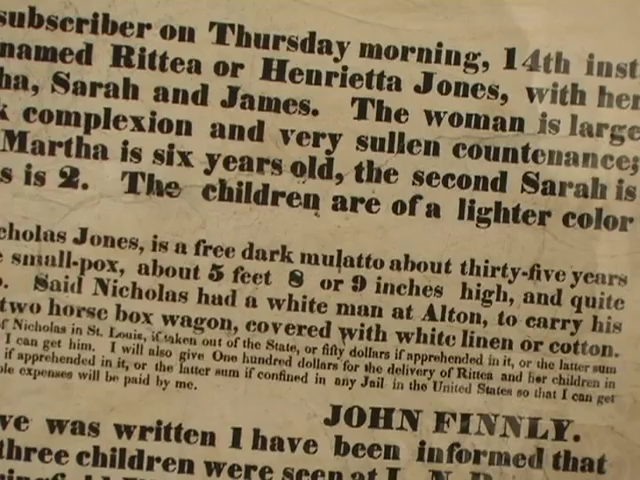 subscriber on Thursday morning, 14th inst
named Rittea or Henrietta Jones, with her
ha, Sarah and James. The woman is large
k complexion and very sullen countenance;
Martha is six years old, the second Sarah is
s is 2. The children are of a lighter color
cholas Jones, is a free dark mulatto about thirty-five years
e small-pox, about 5 feet 8 or 9 inches high, and quite
. Said Nicholas had a white man at Alton, to carry his
two horse box wagon, covered with white linen or cotton.
f Nicholas in St. Louis, if taken out of the State, or fifty dollars if apprehended in it, or the latter sum
I can get him. I will also give One hundred dollars for the delivery of Rittea and her children in
if apprehended in it, or the latter sum if confined in any Jail in the United States so that I can get
ble expenses will be paid by me.
JOHN FINNLY.
ve was written I have been informed that
three children were seen at